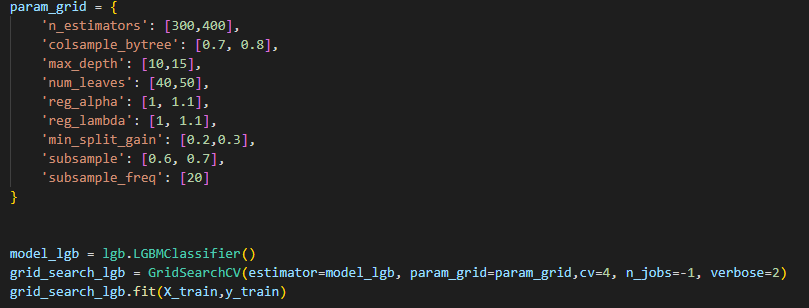 param_grid = {
    'n_estimators': [300,400],
    'colsample_bytree': [0.7, 0.8],
    'max_depth': [10,15],
    'num_leaves': [40,50],
    'reg_alpha': [1, 1.1],
    'reg_lambda': [1, 1.1],
    'min_split_gain': [0.2,0.3],
    'subsample': [0.6, 0.7],
    'subsample_freq': [20]
}
model_lgb = lgb.LGBMClassifier()
grid_search_lgb = GridSearchCV(estimator=model_lgb, param_grid=param_grid,cv=4, n_jobs=-1, verbose=2)
grid_search_lgb.fit(X_train,y_train)